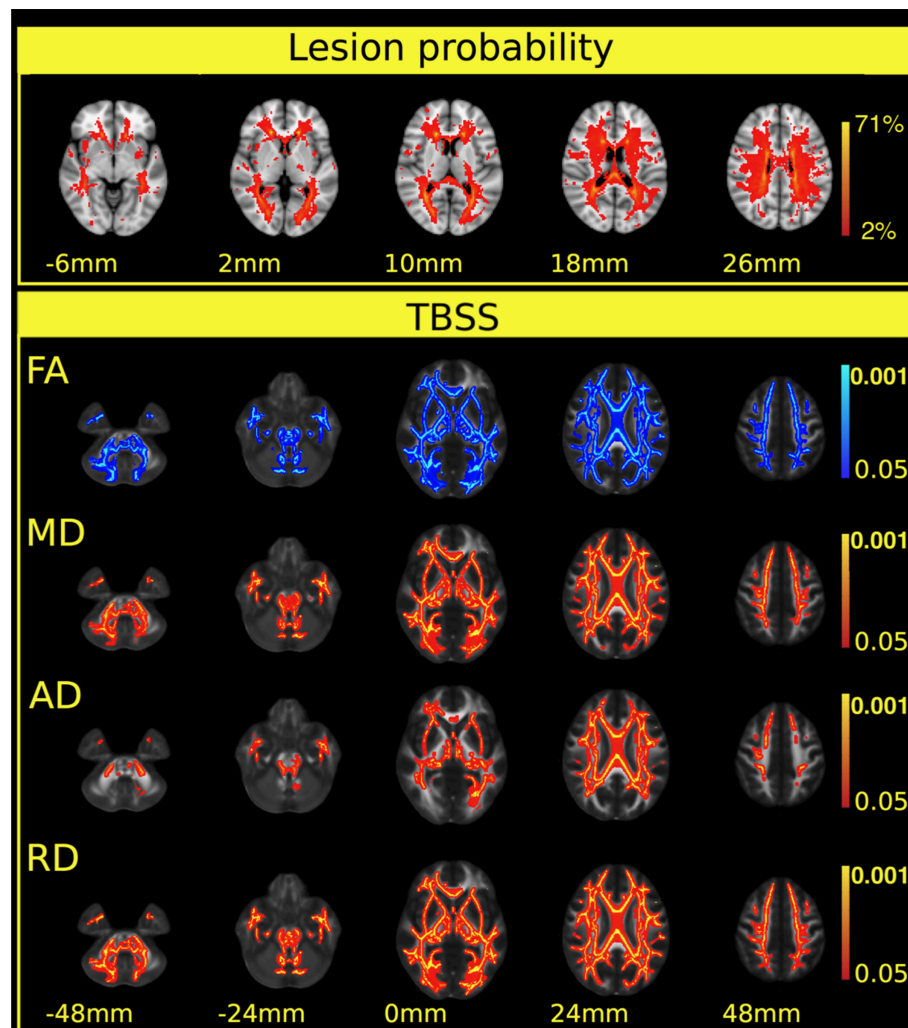 Lesion probability
71%
2%
-6mm 2mm 10mm 18mm 26mm
TBSS
FA
0.001
0.05
MD
0.001
0.05
AD
0.001
0.05
RD
0.001
0.05
-48mm -24mm 0mm 24mm 48mm